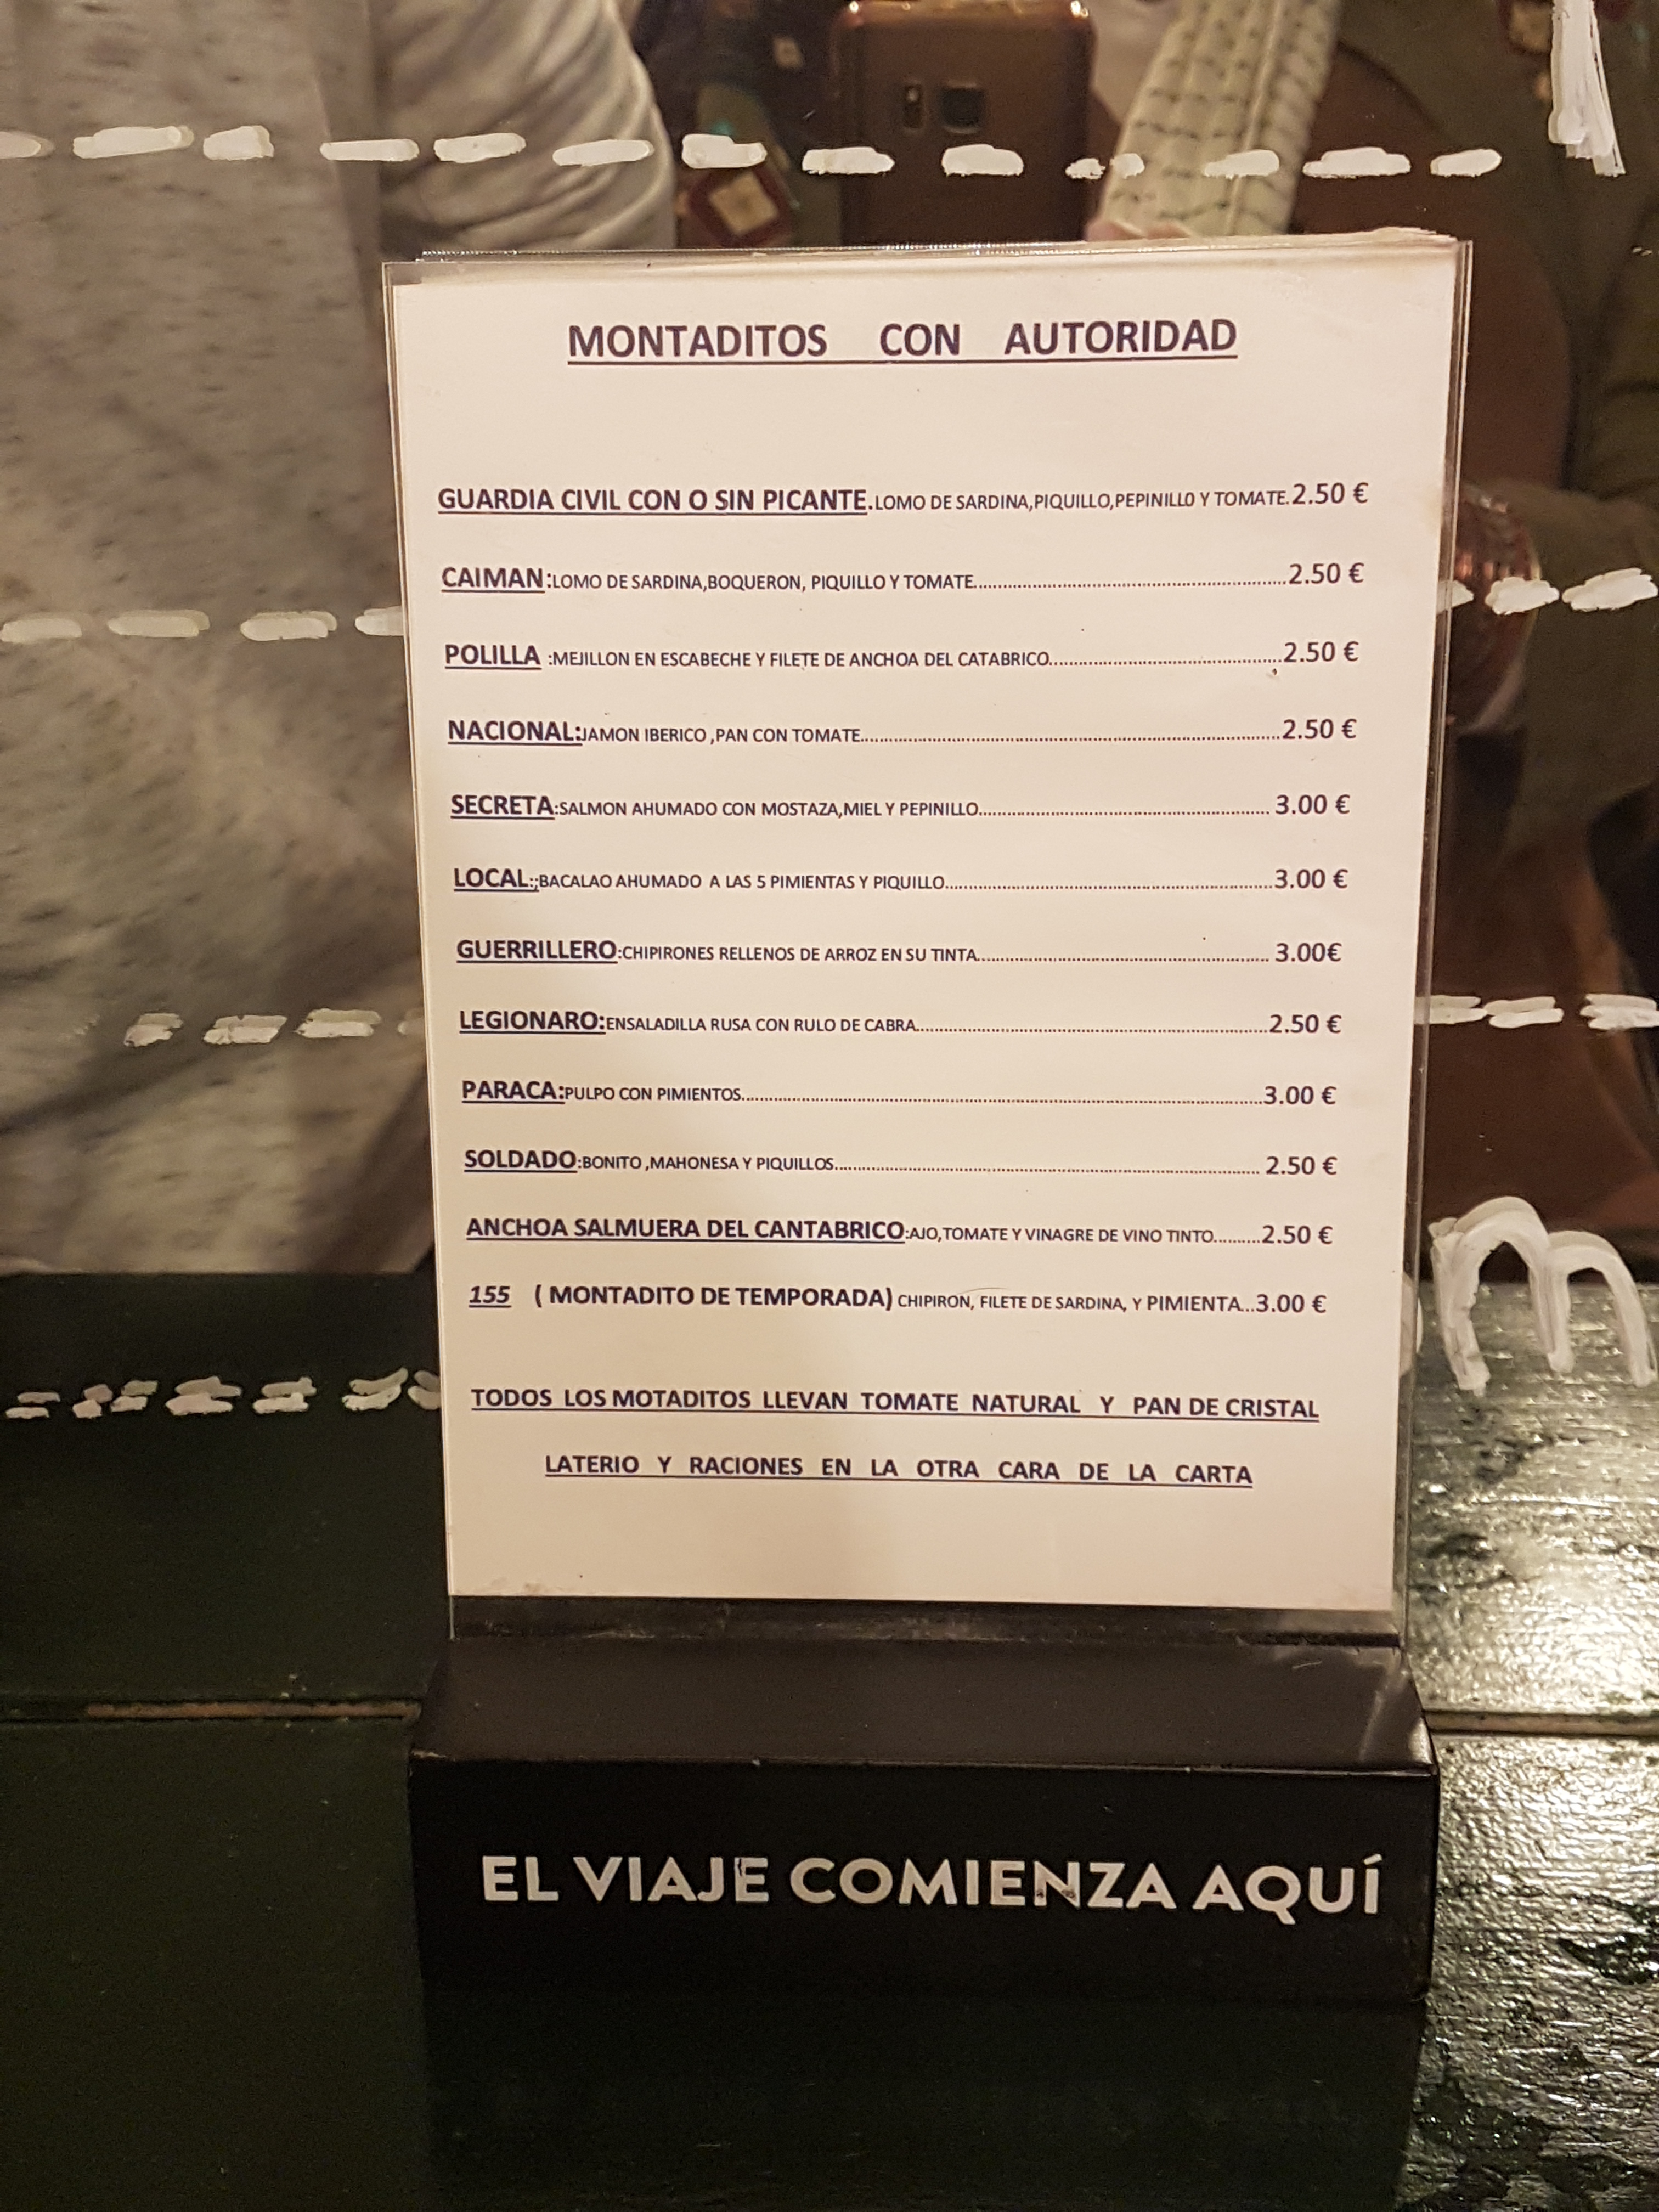 MONTADITOS CON AUTORIDAD
GUARDIA CIVIL CON O SIN PICANTE.LOMO DE SARDINA,PIQUILLO,PEPINILLO Y TOMATE.2.50 €
CAIMAN:LOMO DE SARDINA,BOQUERON, PIQUILLO Y TOMATE...............................................................2.50 €
POLILLA :MEJILLON EN ESCABECHE Y FILETE DE ANCHOA DEL CATABRICO..............................................2.50 €
NACIONAL:JAMON IBERICO ,PAN CON TOMATE...................................................................................2.50 €
SECRETA:SALMON AHUMADO CON MOSTAZA,MIEL Y PEPINILLO......................................................... 3.00 €
LOCAL:;BACALAO AHUMADO A LAS 5 PIMIENTAS Y PIQUILLO................................................................3.00 €
GUERRILLERO:CHIPIRONES RELLENOS DE ARROZ EN SU TINTA.......................................................... 3.00€
LEGIONARO:ENSALADILLA RUSA CON RULO DE CABRA......................................................................2.50 €
PARACA:PULPO CON PIMIENTOS.........................................................................................................3.00 €
SOLDADO:BONITO ,MAHONESA Y PIQUILLOS.................................................................................... 2.50 €
ANCHOA SALMUERA DEL CANTABRICO:AJO,TOMATE Y VINAGRE DE VINO TINTO.........2.50 €
155 ( MONTADITO DE TEMPORADA) CHIPIRON, FILETE DE SARDINA, Y PIMIENTA...3.00 €
TODOS LOS MOTADITOS LLEVAN TOMATE NATURAL Y PAN DE CRISTAL
LATERIO Y RACIONES EN LA OTRA CARA DE LA CARTA
EL VIAJE COMIENZA AQUÍ